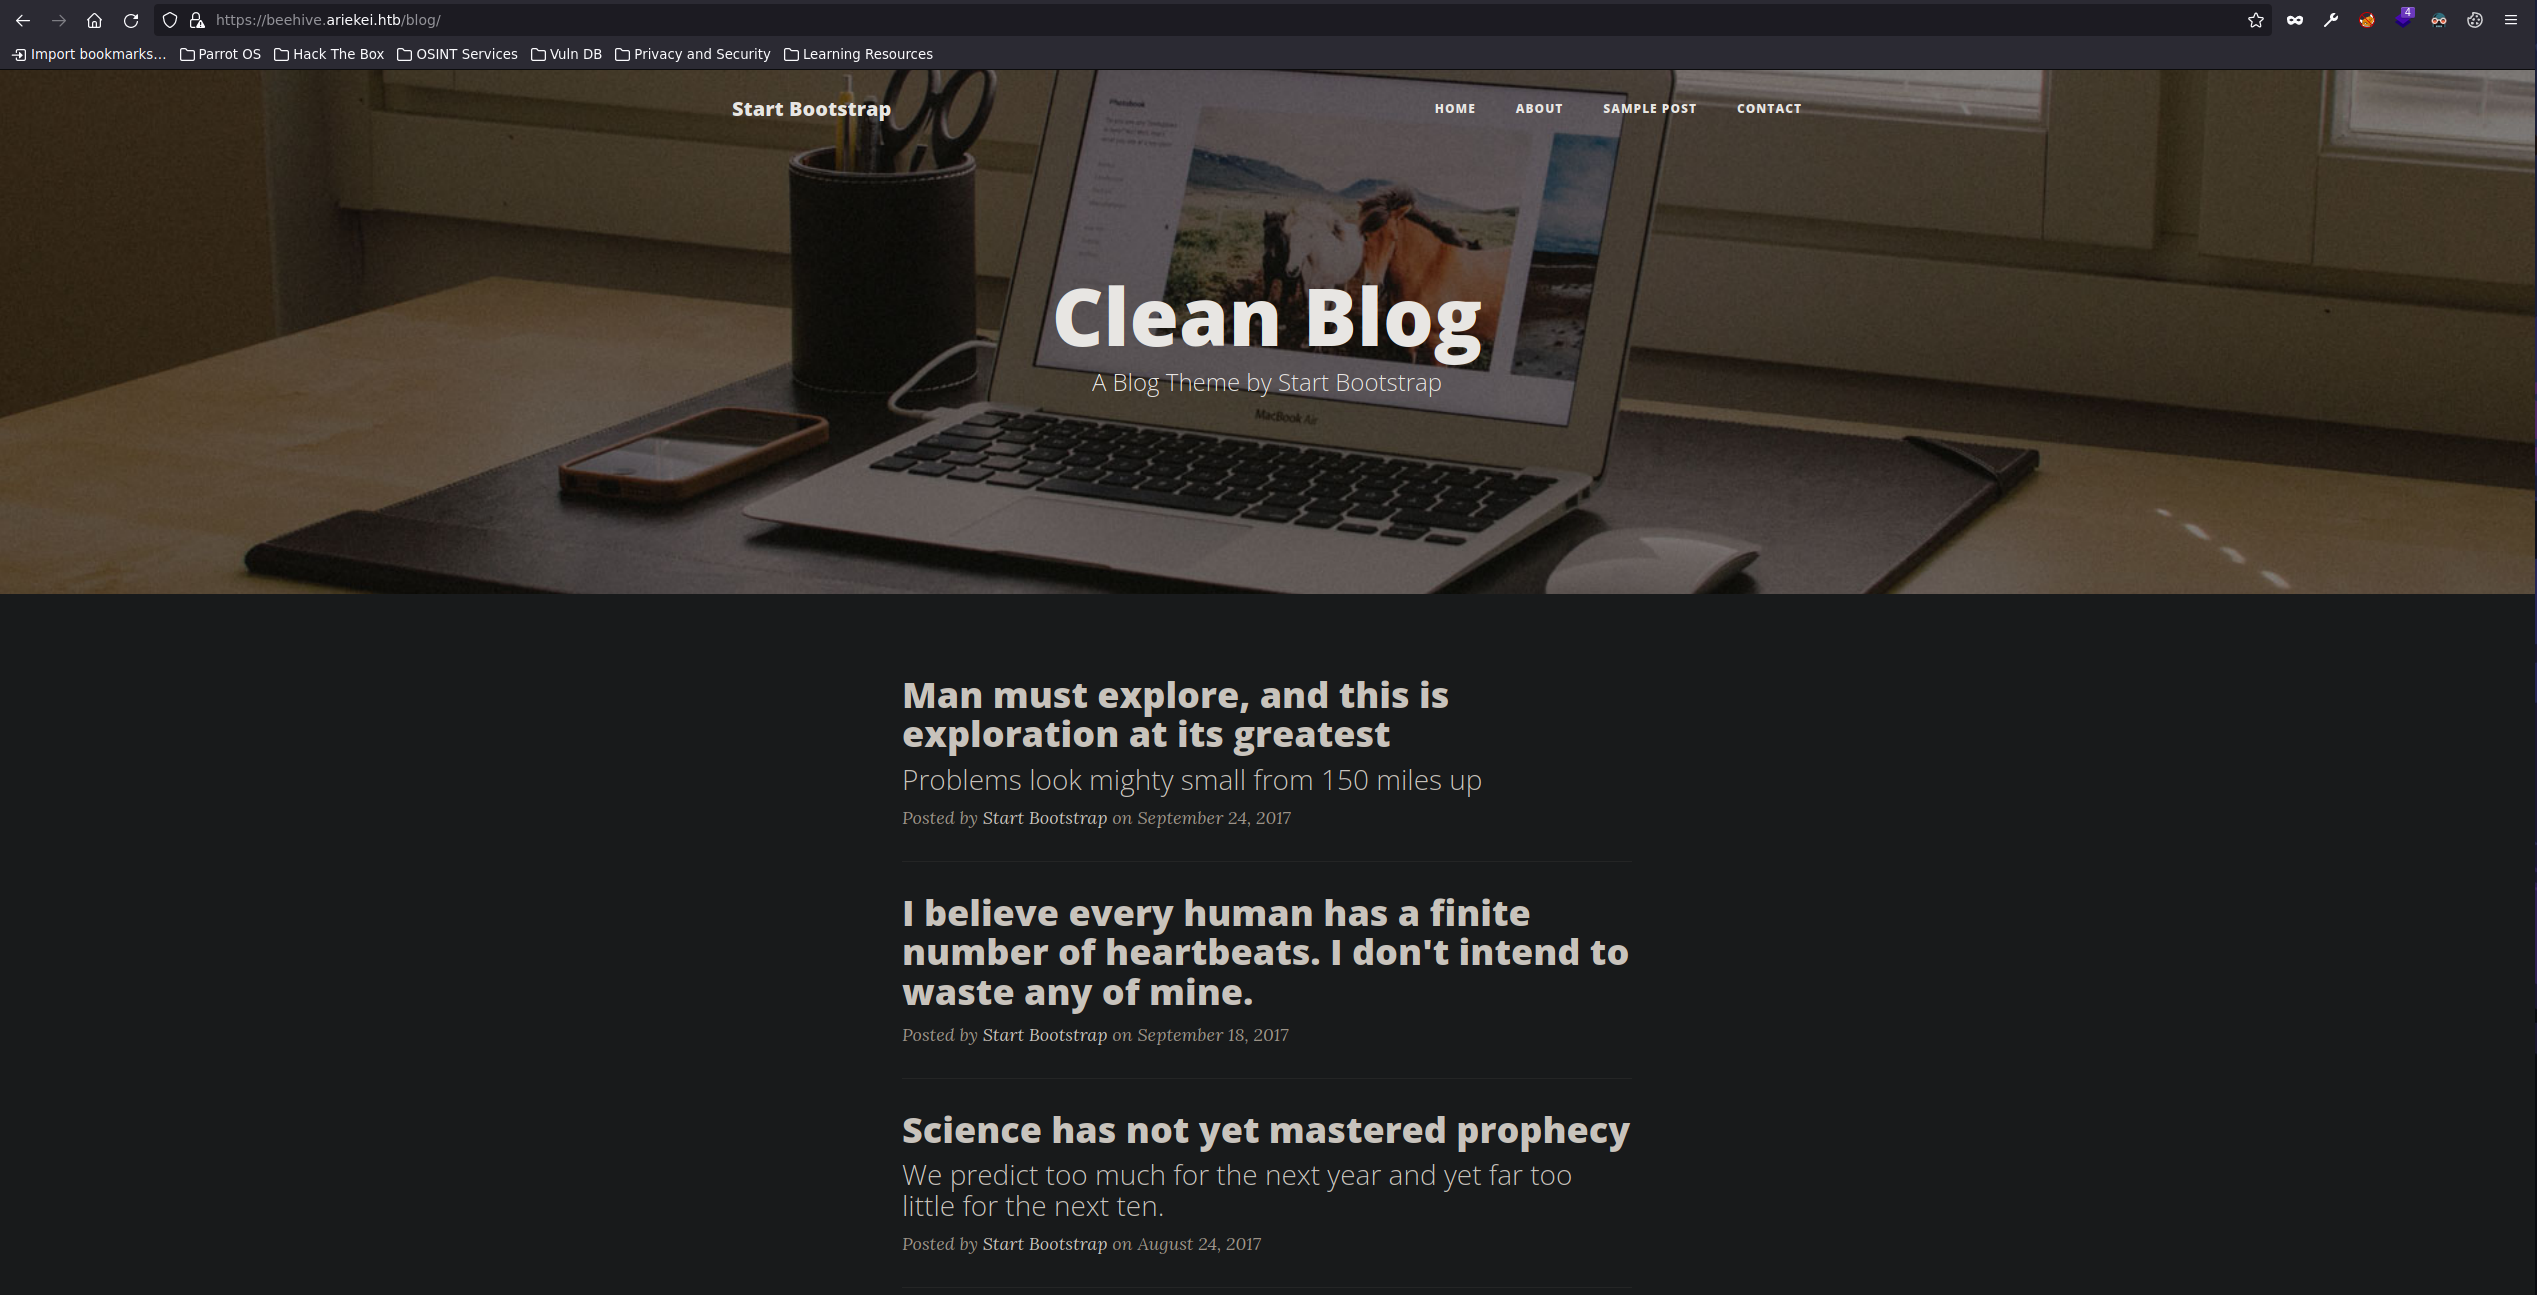 https://beehive.ariekei.htb/blog/
4
Import bookmarks... Parrot OS Hack The Box OSINT Services Vuln DB Privacy and Security Learning Resources
Start Bootstrap HOME ABOUT SAMPLE POST CONTACT
Photobook
Clean Blog
A Blog Theme by Start Bootstrap
MacBook Air
Man must explore, and this is
exploration at its greatest
Problems look mighty small from 150 miles up
Posted by Start Bootstrap on September 24, 2017
I believe every human has a finite
number of heartbeats. I don't intend to
waste any of mine.
Posted by Start Bootstrap on September 18, 2017
Science has not yet mastered prophecy
We predict too much for the next year and yet far too
little for the next ten.
Posted by Start Bootstrap on August 24, 2017